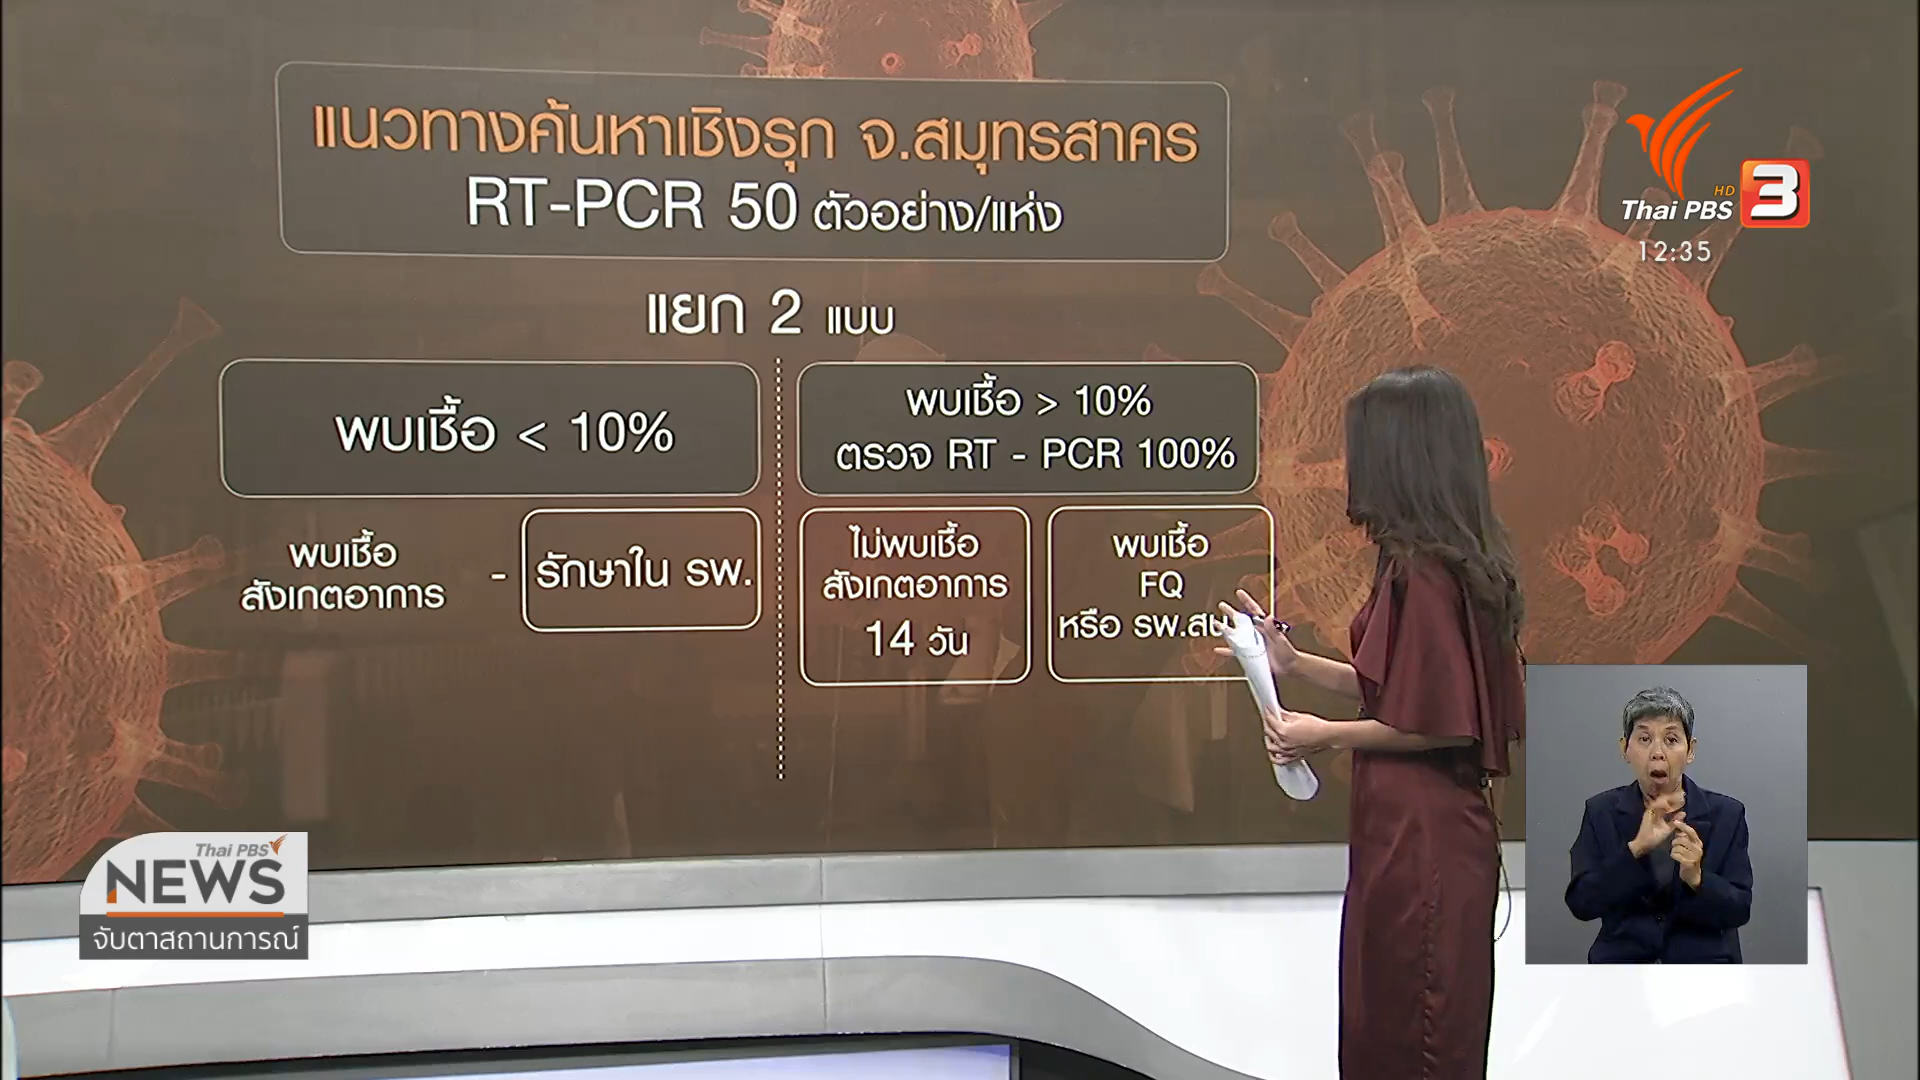 แนวทางค้นหาเชิงรุก จ.สมุทรสาคร
RT-PCR 50 ตัวอย่าง/แห่ง
แยก 2 แบบ
พบเชื้อ < 10%
พบเชื้อ
สังเกตอาการ
- รักษาใน รพ.
พบเชื้อ > 10%
ตรวจ RT - PCR 100%
ไม่พบเชื้อ
สังเกตอาการ
14 วัน
พบเชื้อ
FQ
หรือ
HD
Thai PBS 3
12:35
Thai PBS
NEWS
จับตาสถานการณ์